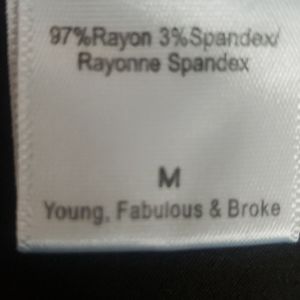 97%Rayon 3%Spandex/
Rayonne Spandex
M
Young, Fabulous & Broke